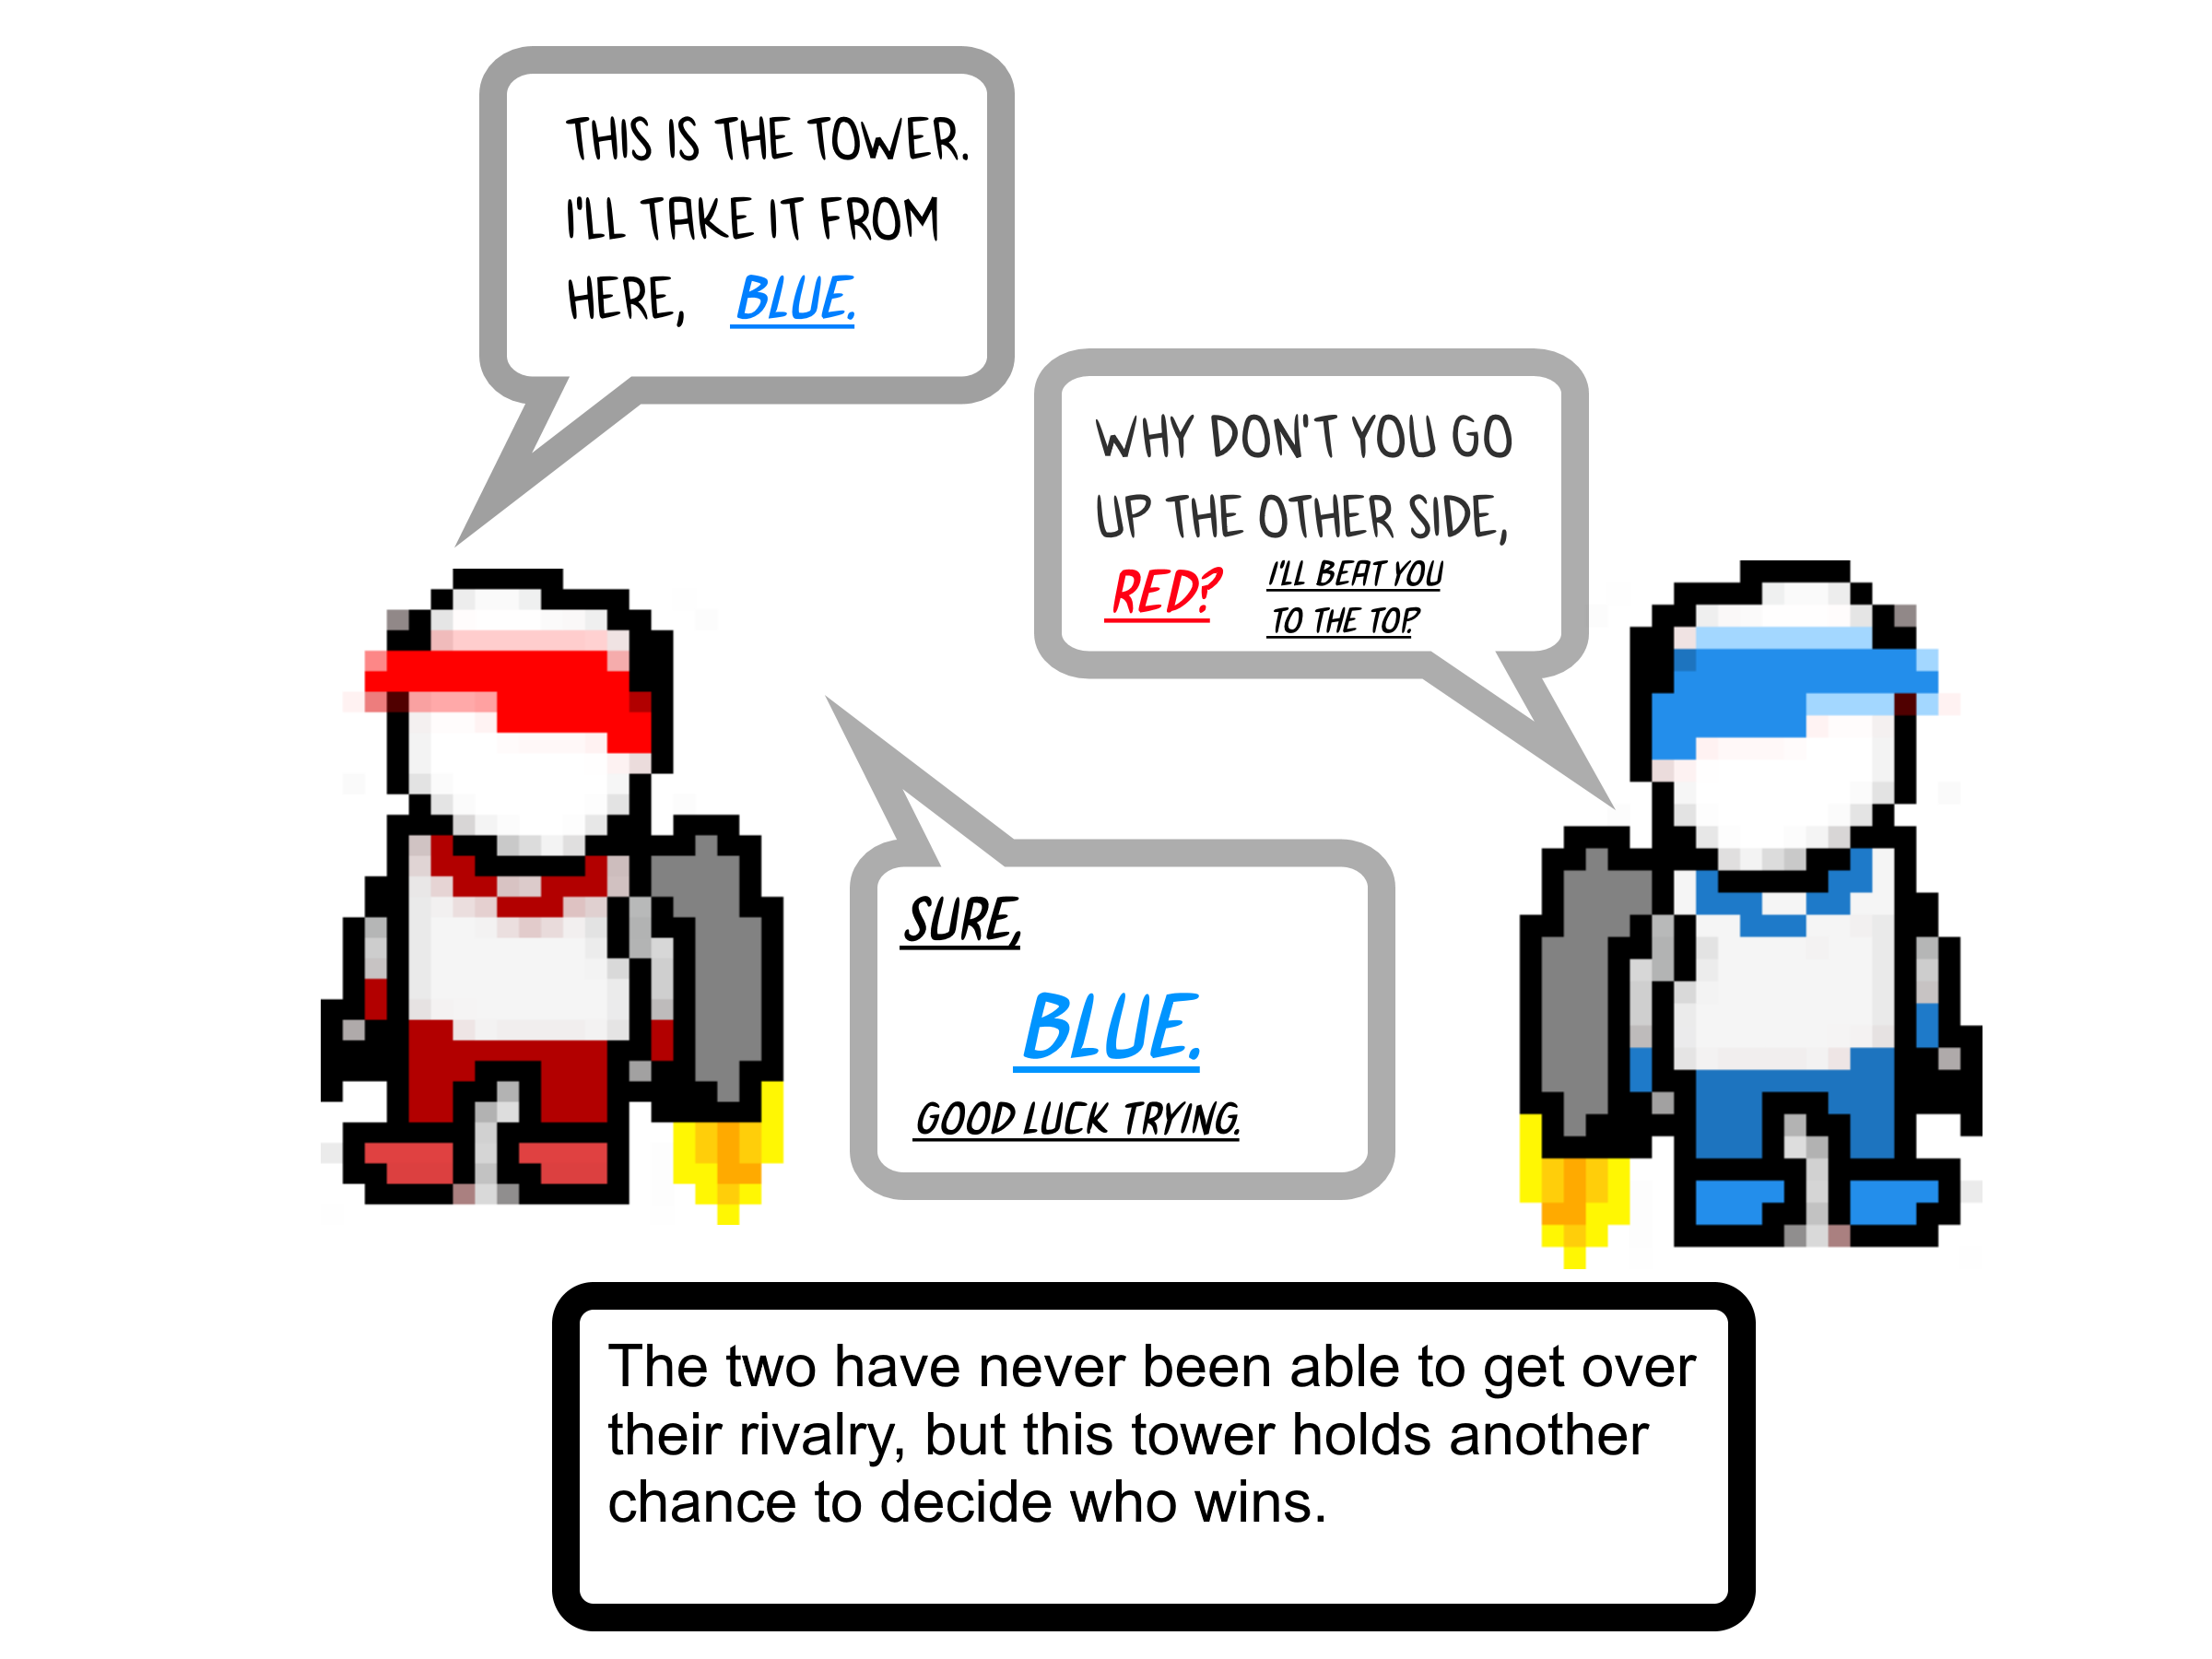 THIS IS THE TOWER.
I'LL TAKE IT FROM
HERE, BLUE.
WHY DON'T YOU GO
UP THE OTHER SIDE,
RED? I'LL BEAT YOU
TO THE TOP.
SURE,
BLUE.
GOOD LUCK TRYING.
The two have never been able to get over
their rivalry, but this tower holds another
chance to decide who wins.